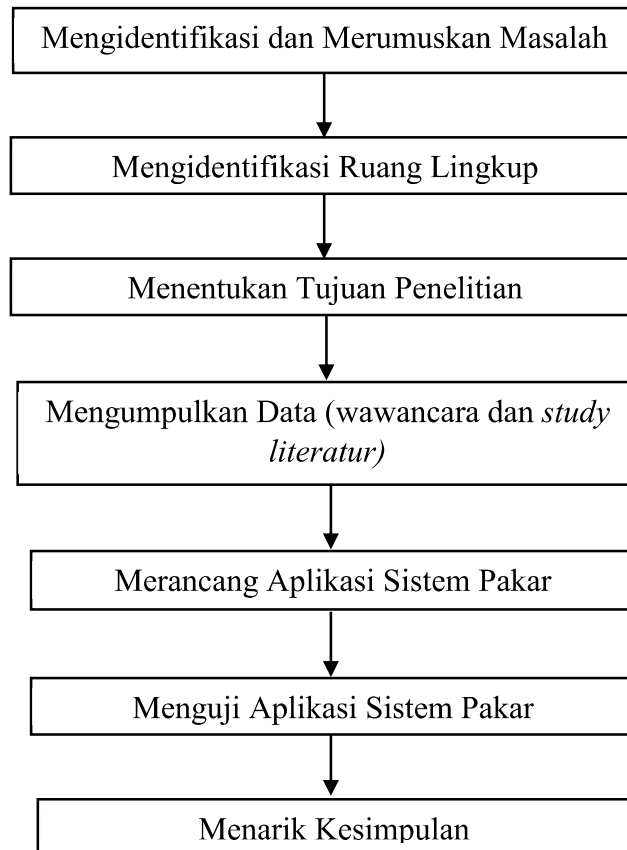 Mengidentifikasi dan Merumuskan Masalah
Mengidentifikasi Ruang Lingkup
Menentukan Tujuan Penelitian
Mengumpulkan Data (wawancara dan study
literatur)
Merancang Aplikasi Sistem Pakar
Menguji Aplikasi Sistem Pakar
Menarik Kesimpulan